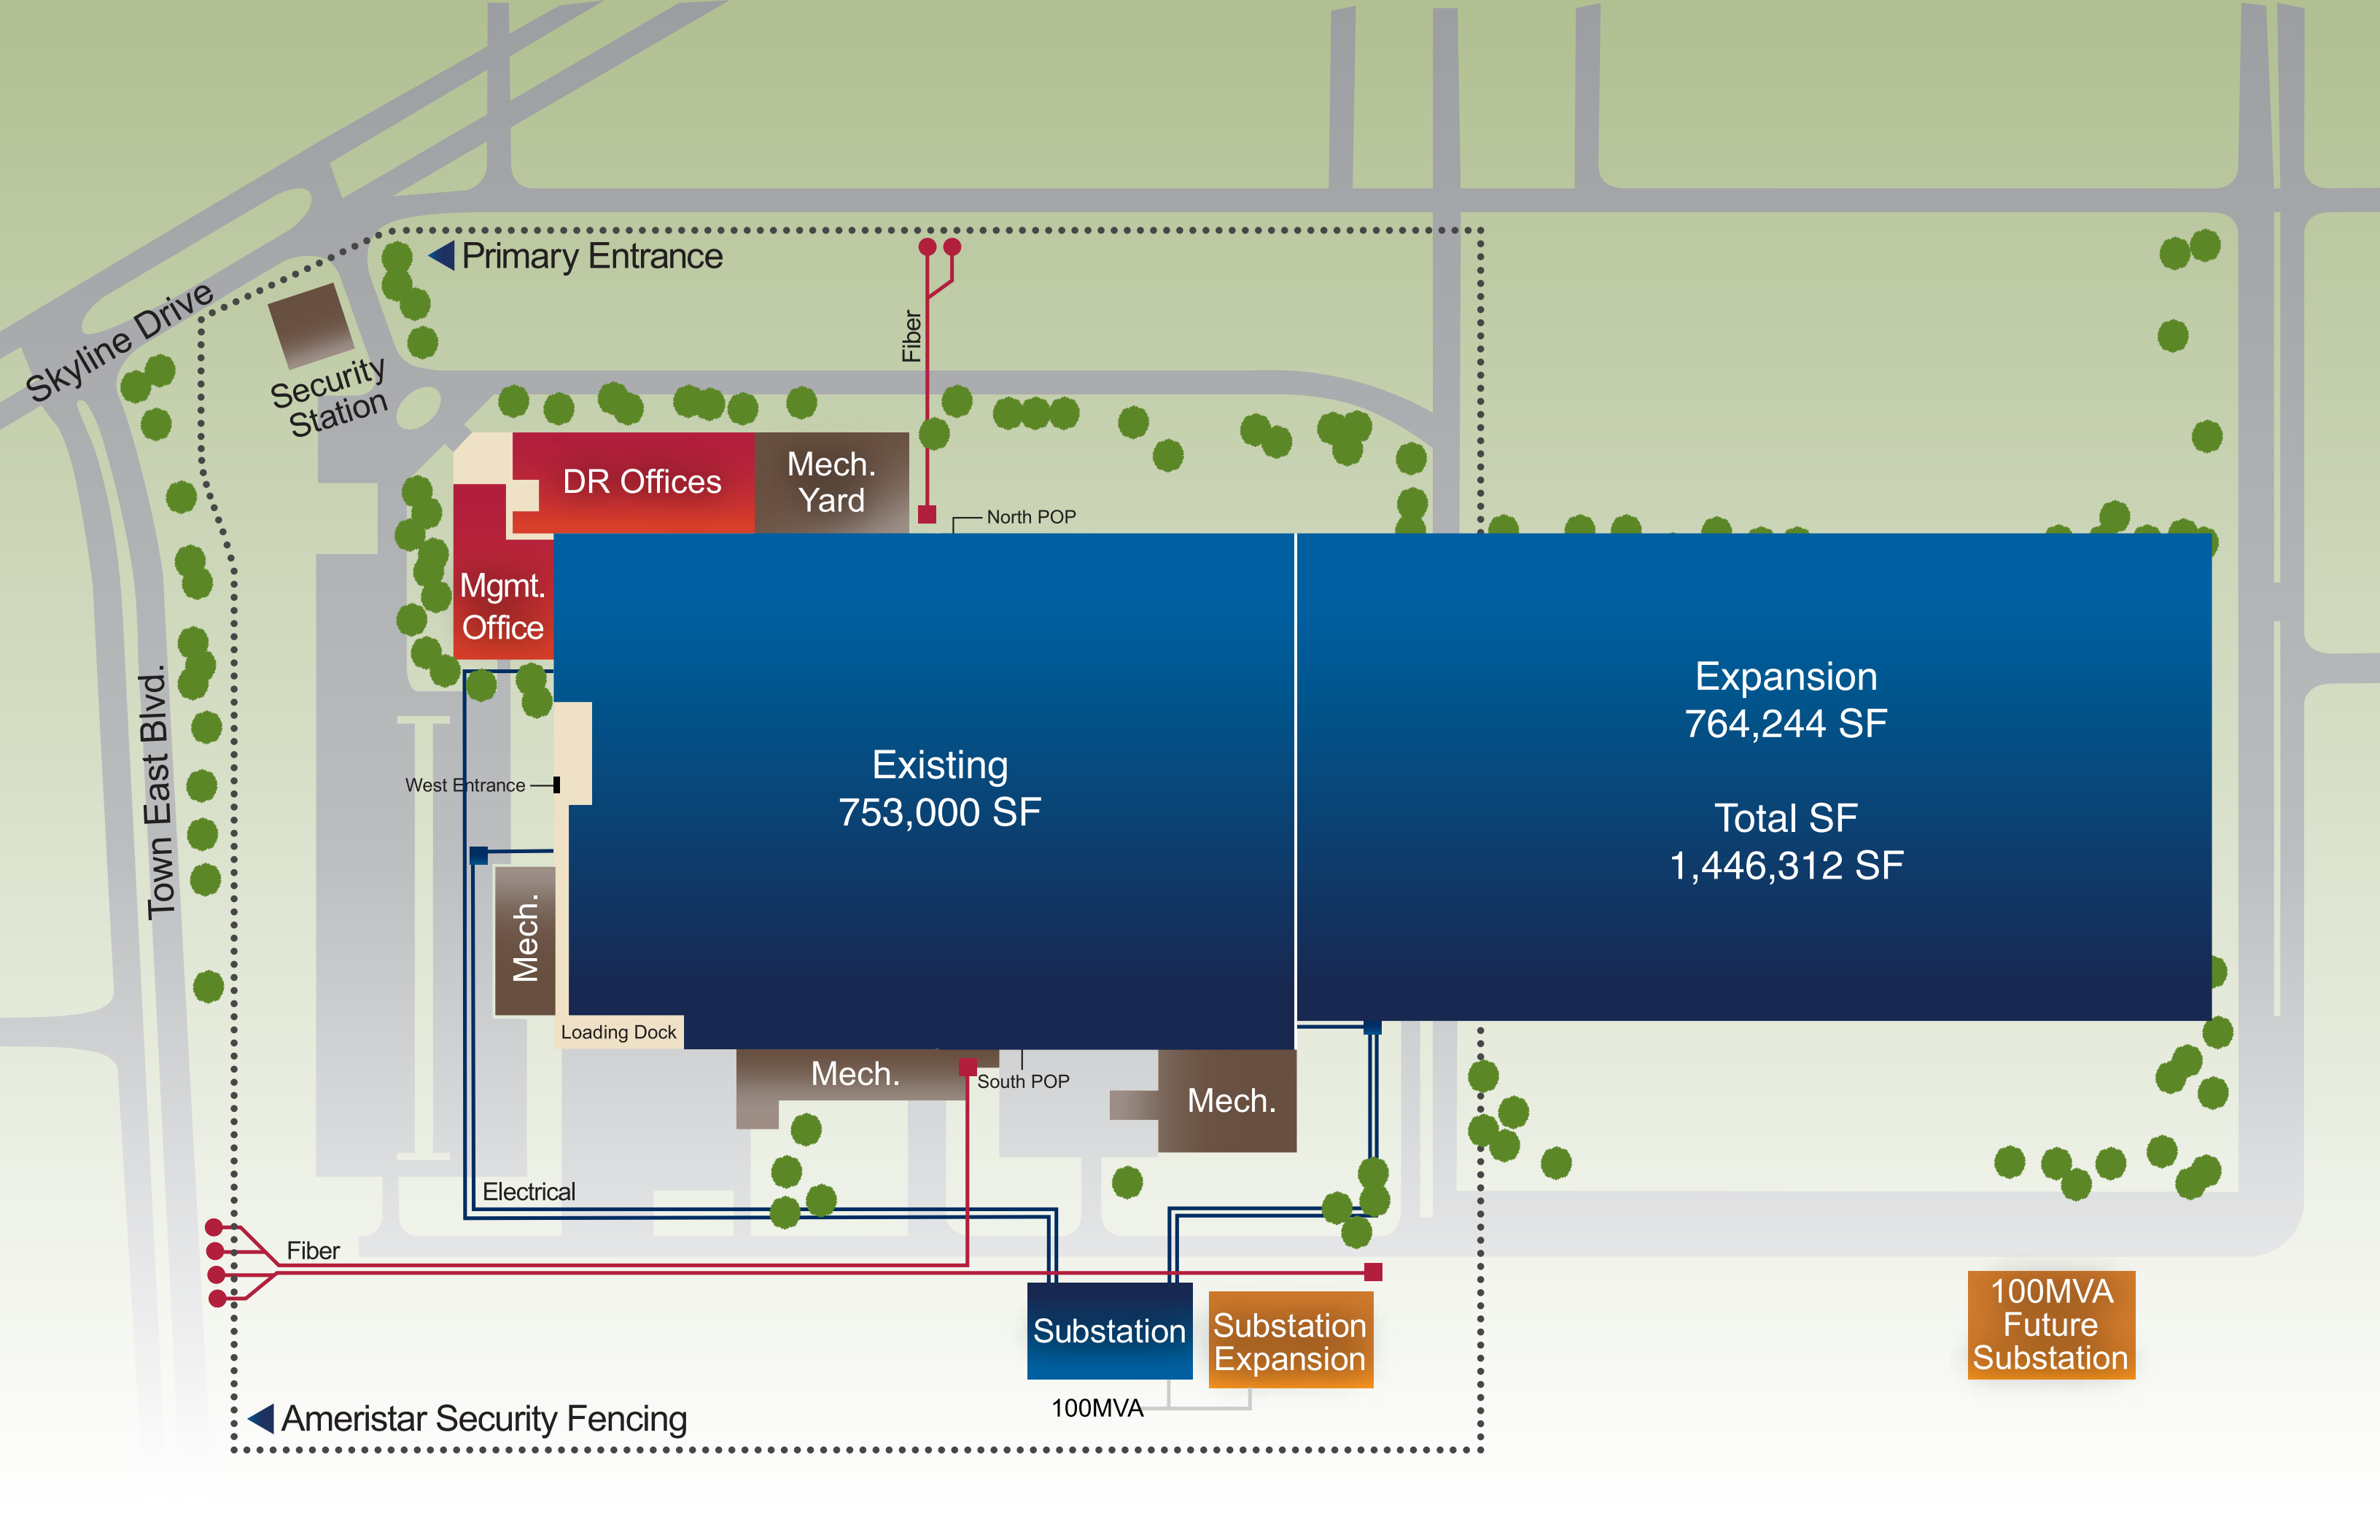 Primary Entrance
Skyline Drive
Security
Station
Fiber
DR Offices
Mech.
Yard
North POP
Mgmt.
Office
Expansion
764,244 SF
Total SF
1,446,312 SF
Existing
753,000 SF
West Entrance
Town East Blvd.
Mech.
Loading Dock
Mech.
South POP
Mech.
Electrical
Fiber
Substation
Substation
Expansion
100MVA
Future
Substation
100MVA
Ameristar Security Fencing